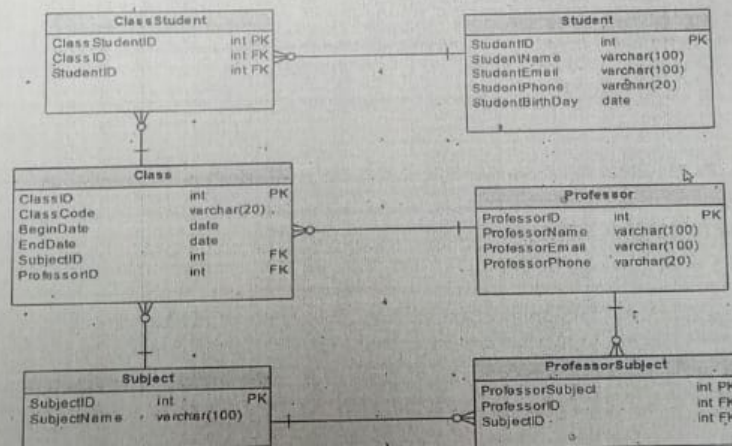 ClassStudent
ClassStudentID int PK
ClassID int FK
StudentID int FK
Student
StudentID int PK
StudentName varchar(100)
StudentEmail varchar(100)
StudentPhone varchar(20)
StudentBirthDay date
Class
ClassID int PK
ClassCode varchar(20)
BeginDate date
EndDate date
SubjectID int FK
ProfessorID int FK
Professor
ProfessorID int PK
ProfessorName varchar(100)
ProfessorEmail varchar(100)
ProfessorPhone varchar(20)
Subject
SubjectID int PK
SubjectName varchar(100)
ProfessorSubject
ProfessorSubject int PK
ProfessorID int FK
SubjectID int FK